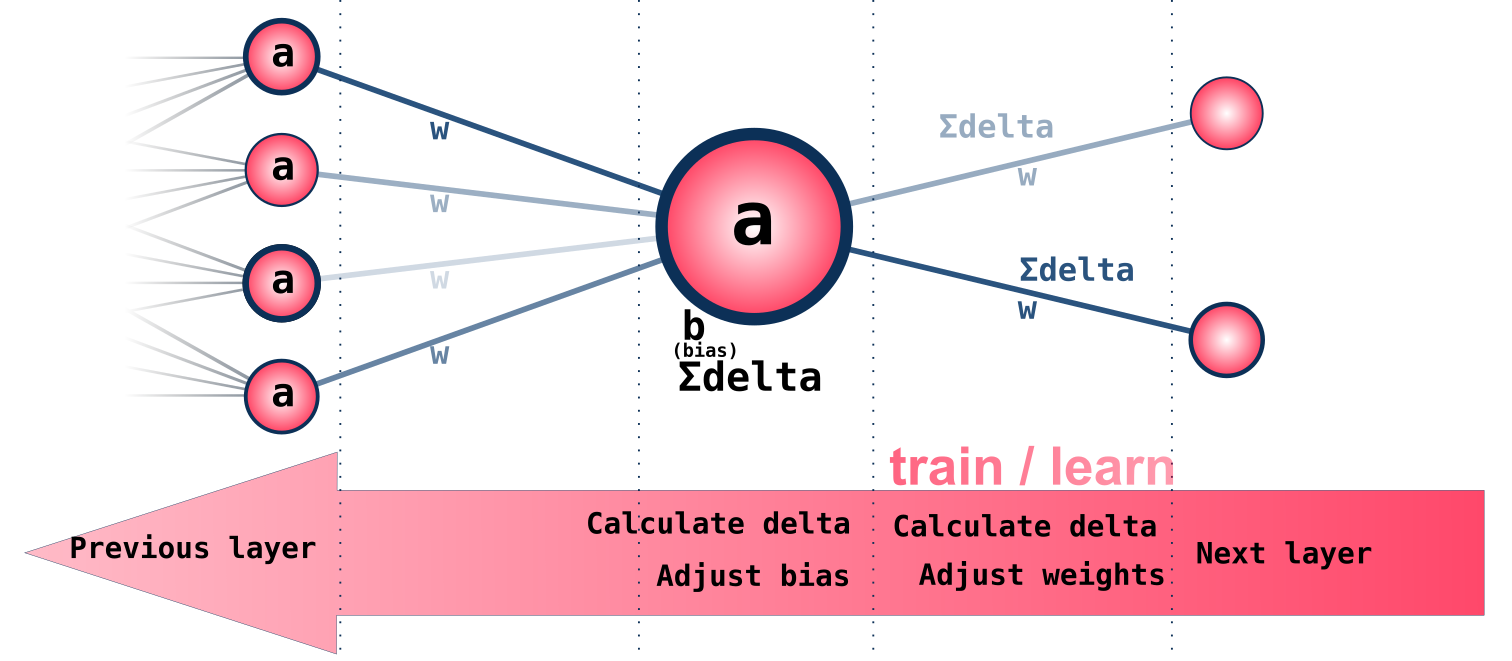 a
a
a
a
w
w
w
w
a
b
(bias)
Σdelta
Σdelta
w
Σdelta
w
train / learn
Previous layer
Calculate delta
Adjust bias
Calculate delta
Adjust weights
Next layer